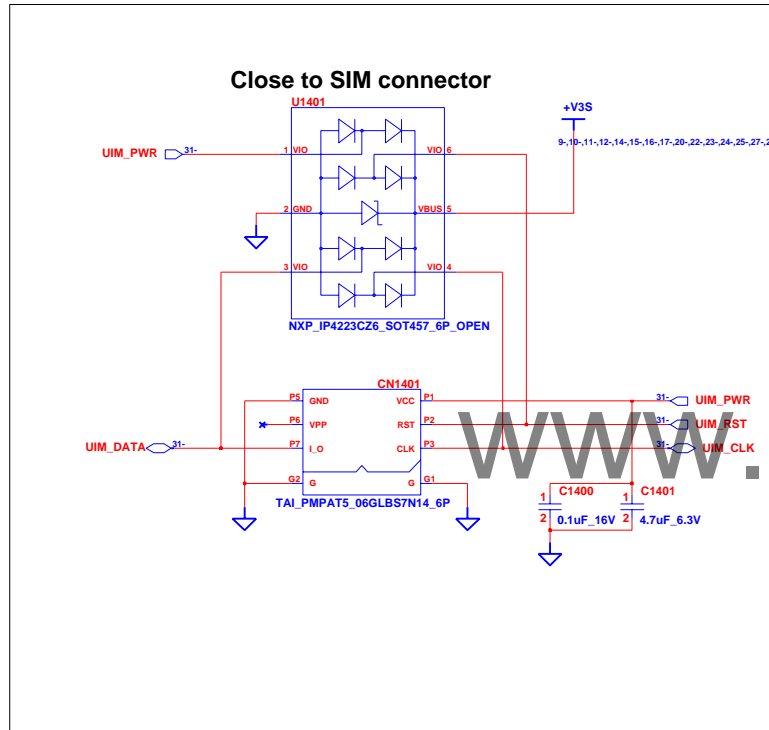 Close to SIM connector
U1401
+V3S
9-,10-,11-,12-,14-,15-,16-,17-,20-,22-,23-,24-,25-,27-,2
UIM_PWR 31- 1 VIO VIO 6
2 GND VBUS 5
3 VIO VIO 4
NXP_IP4223CZ6_SOT457_6P_OPEN
CN1401
P5 GND VCC P1 31- UIM_PWR
P6 VPP RST P2 31- UIM_RST
UIM_DATA 31- P7 I_O CLK P3 31- UIM_CLK
G2 G G G1
TAI_PMPAT5_06GLBS7N14_6P
www.
C1400 C1401
1 1
2 0.1uF_16V 2 4.7uF_6.3V